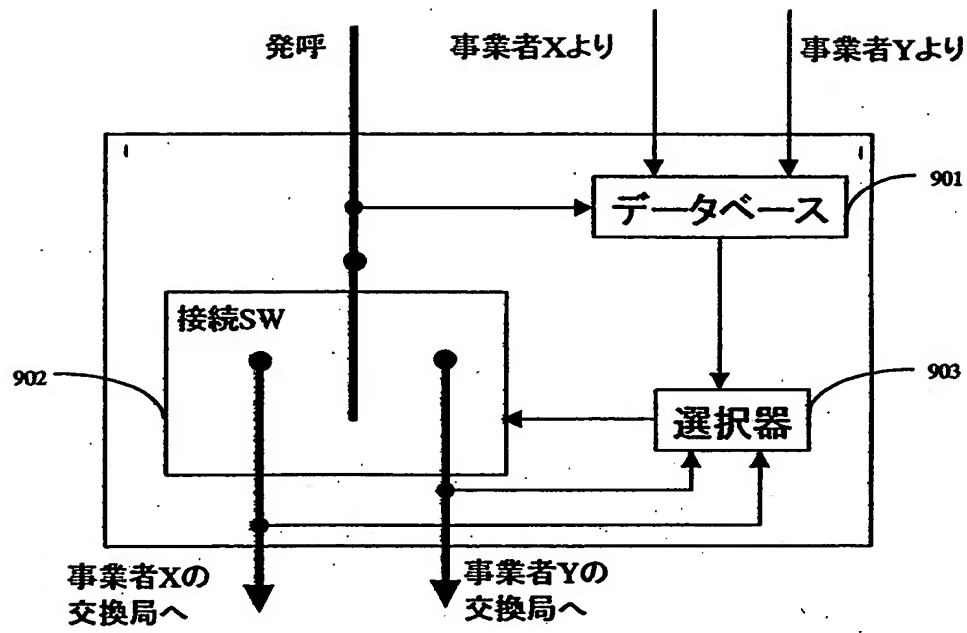 発呼
事業者Xより
事業者Yより
901
データベース
接続SW
902
903
選択器
事業者Xの
交換局へ
事業者Yの
交換局へ